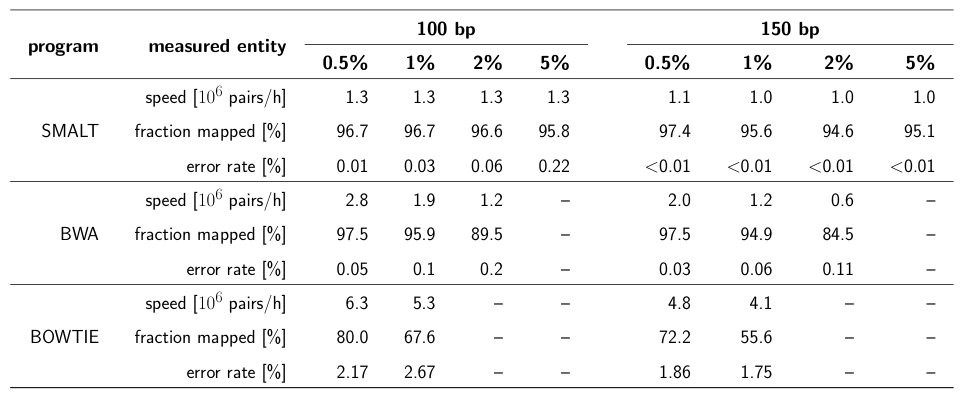 100 bp 150 bp
program measured entity
0.5% 1% 2% 5% 0.5% 1% 2% 5%
speed [10⁶ pairs/h] 1.3 1.3 1.3 1.3 1.1 1.0 1.0 1.0
SMALT fraction mapped [%] 96.7 96.7 96.6 95.8 97.4 95.6 94.6 95.1
error rate [%] 0.01 0.03 0.06 0.22 <0.01 <0.01 <0.01 <0.01
speed [10⁶ pairs/h] 2.8 1.9 1.2 – 2.0 1.2 0.6 –
BWA fraction mapped [%] 97.5 95.9 89.5 – 97.5 94.9 84.5 –
error rate [%] 0.05 0.1 0.2 – 0.03 0.06 0.11 –
speed [10⁶ pairs/h] 6.3 5.3 – – 4.8 4.1 – –
BOWTIE fraction mapped [%] 80.0 67.6 – – 72.2 55.6 – –
error rate [%] 2.17 2.67 – – 1.86 1.75 – –